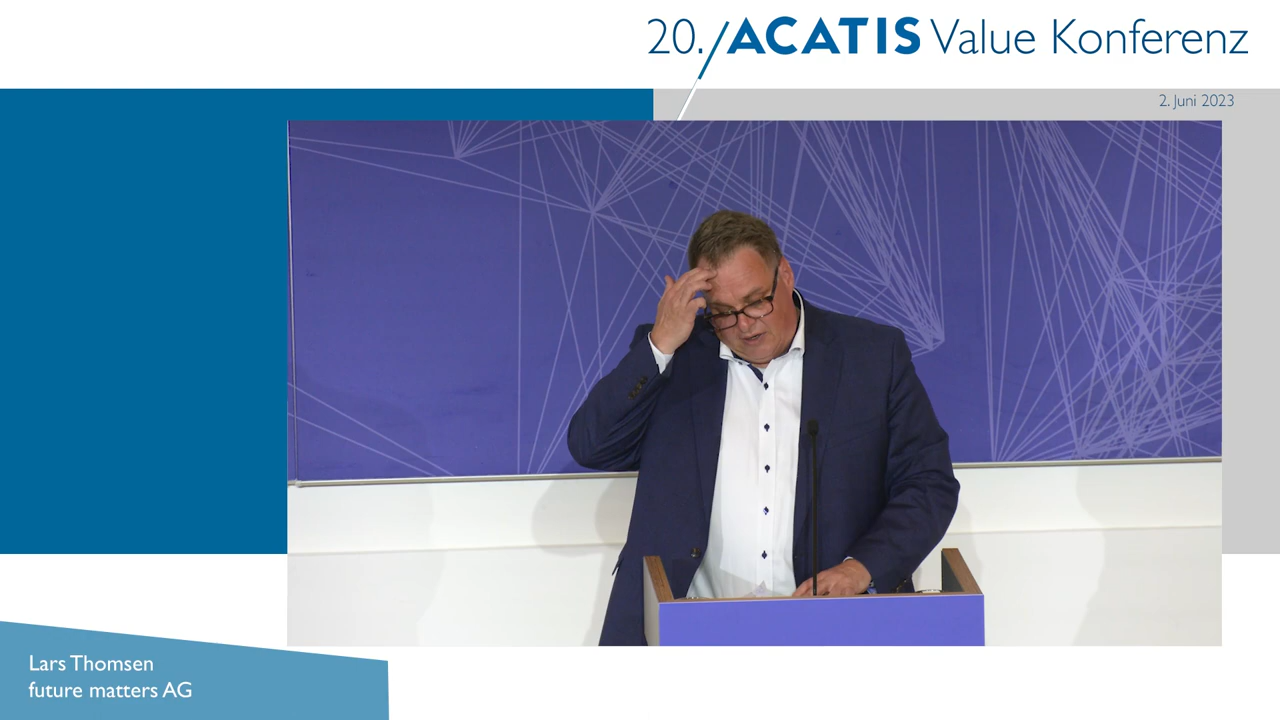 20. ACATIS Value Konferenz
2. Juni 2023
Lars Thomsen
future matters AG